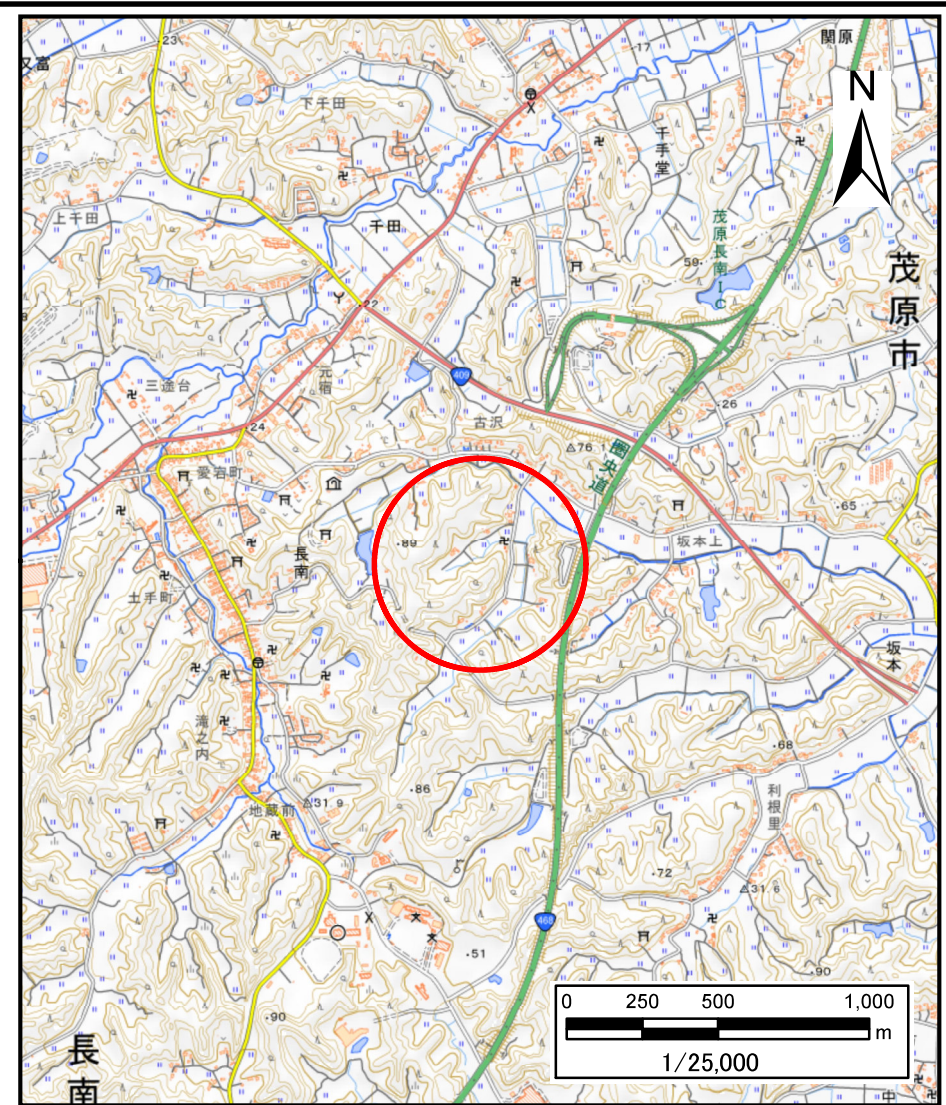 23
又富
下千田
17
関原
N
千手堂
上千田
千田
59
茂原長南IC
茂原市
22
元宿
409
三途台
24
古沢
26
76
圏央道
愛宕町
65
89
坂本上
長南
土手町
坂本
滝之内
68
86
利根里
地蔵前
31.9
72
31.6
468
51
90
90
長南
中
0 250 500 1,000
m
1/25,000